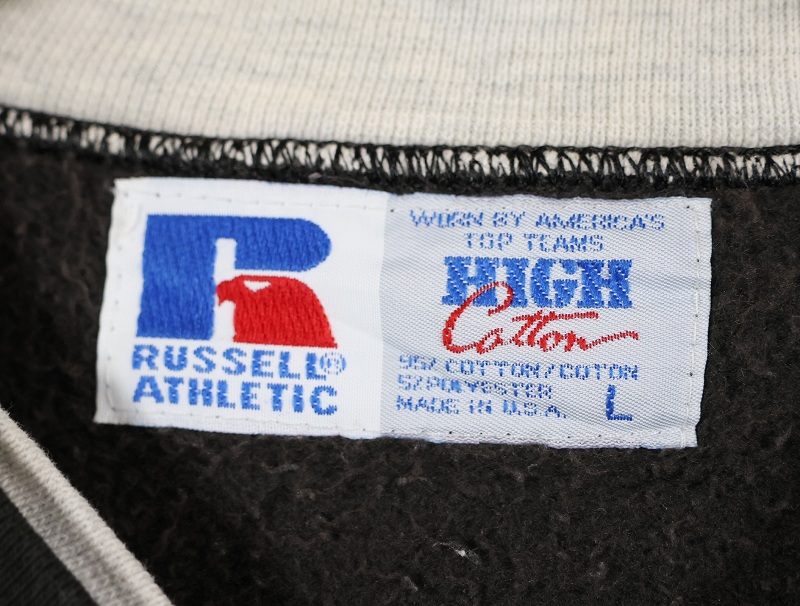 RUSSELL®
ATHLETIC
WORN BY AMERICA'S
TOP TEAMS
HIGH
Cotton
95% COTTON/COTON
5% POLYESTER
MADE IN U.S.A.
L